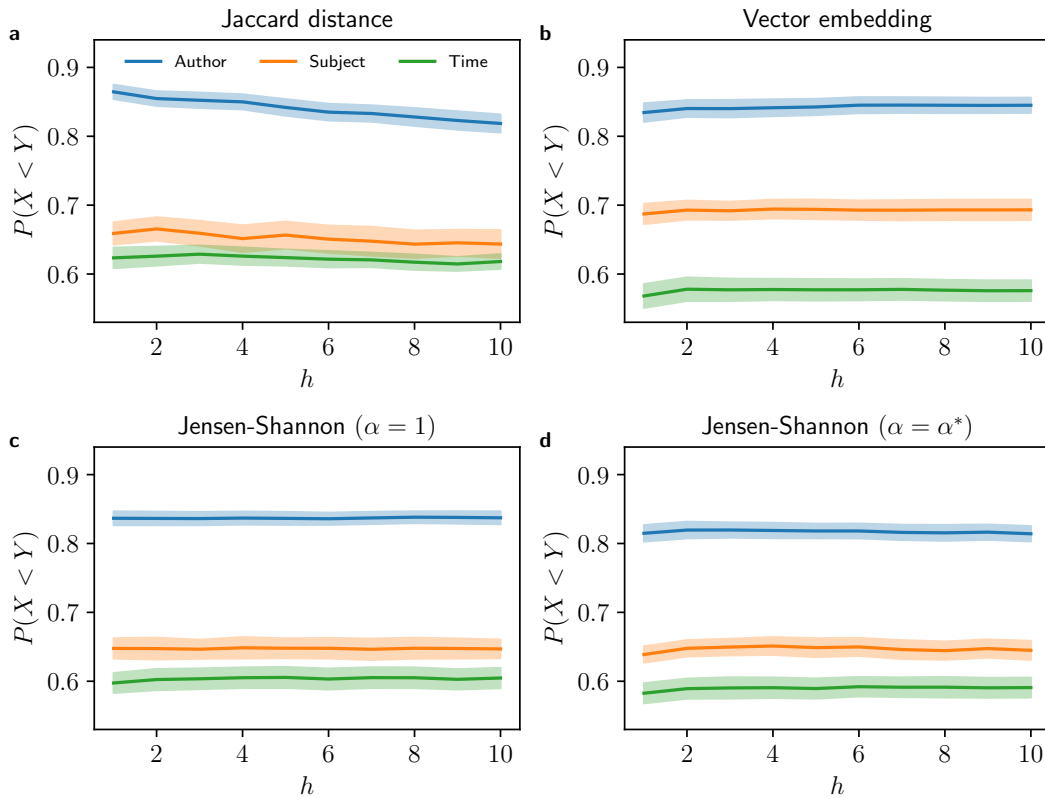 a
Jaccard distance
Author Subject Time
P(X < Y)
0.9
0.8
0.7
0.6
2 4 6 8 10
h
b
Vector embedding
P(X < Y)
0.9
0.8
0.7
0.6
2 4 6 8 10
h
c
Jensen-Shannon (α = 1)
P(X < Y)
0.9
0.8
0.7
0.6
2 4 6 8 10
h
d
Jensen-Shannon (α = α*)
P(X < Y)
0.9
0.8
0.7
0.6
2 4 6 8 10
h